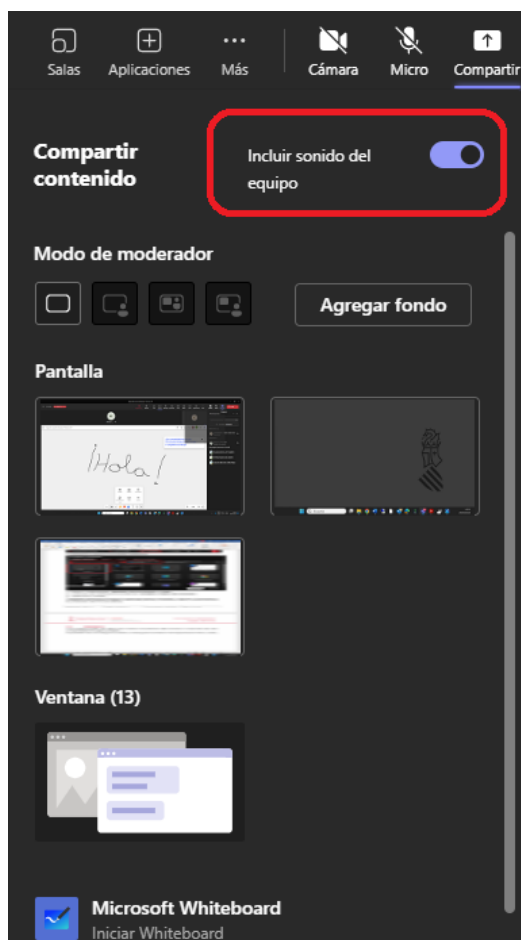 Salas Aplicaciones Más Cámara Micro Compartir
Compartir
contenido
Incluir sonido del
equipo
Modo de moderador
Agregar fondo
Pantalla
¡Hola!
Ventana (13)
Microsoft Whiteboard
Iniciar Whiteboard